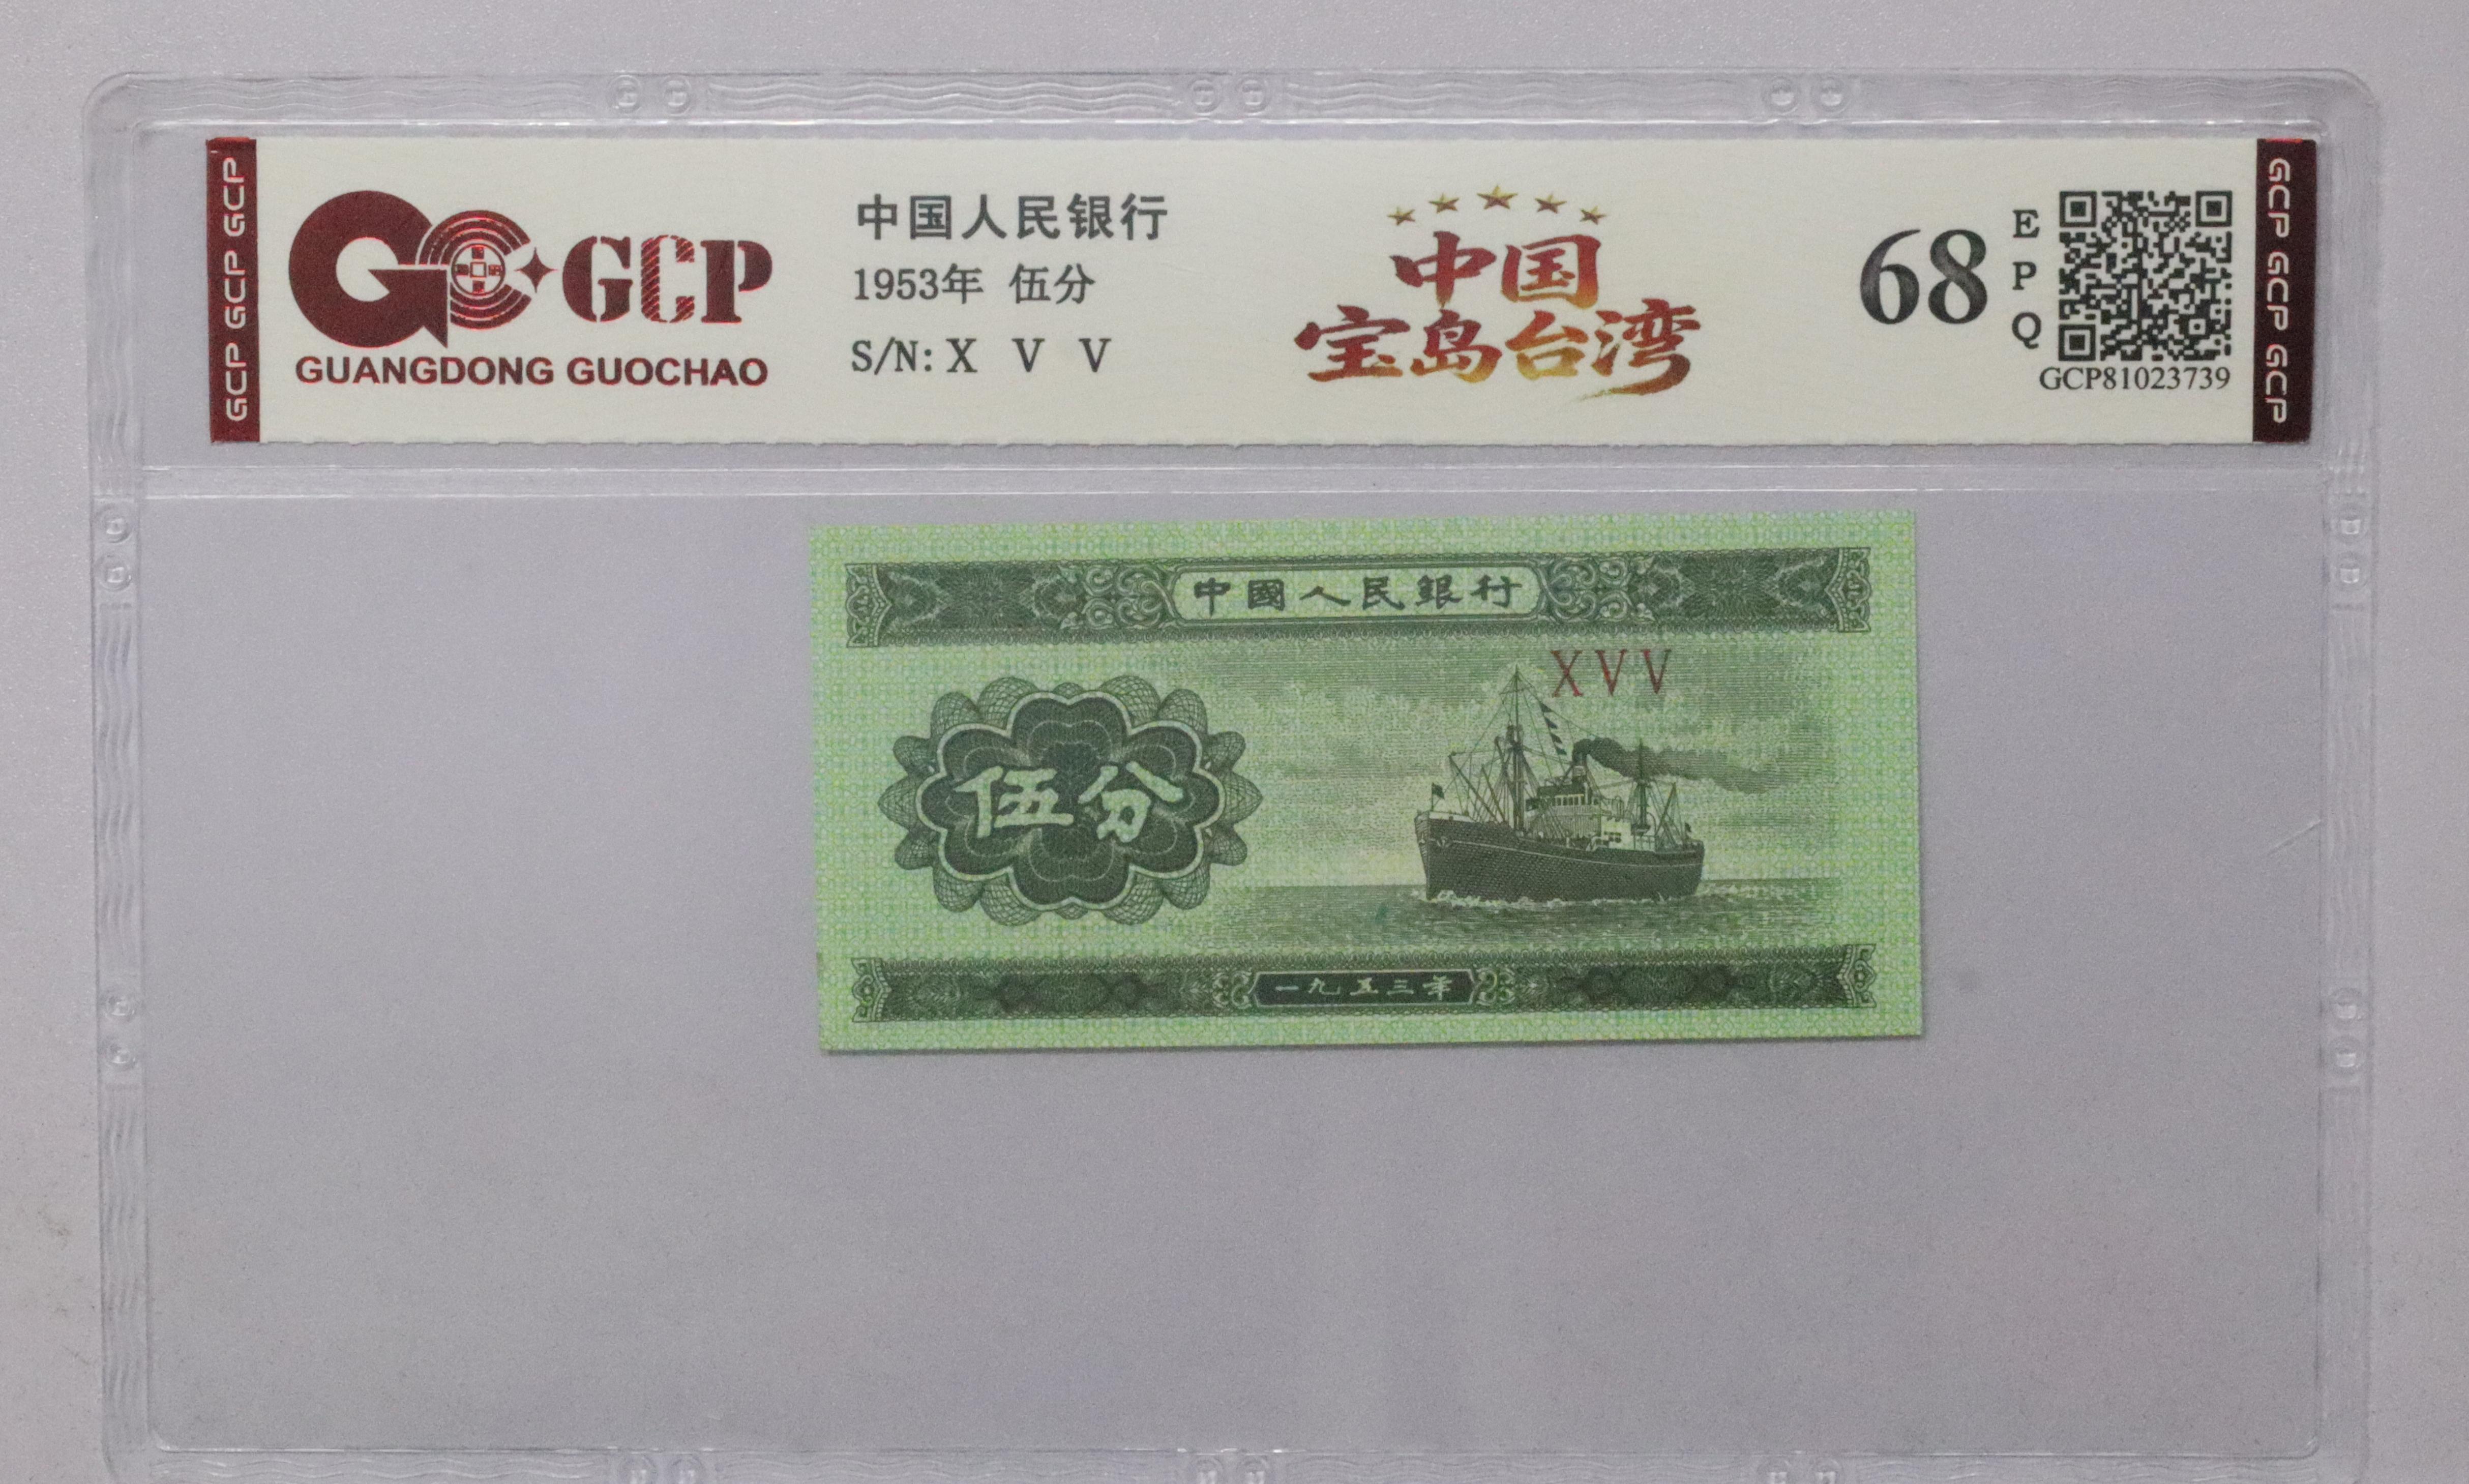 GCP GCP GCP
GCP
GUANGDONG GUOCHAO
中国人民银行
1953年 伍分
S/N: X V V
中国
宝岛台湾
68
E
P
Q
GCP81023739
GCP GCP GCP
中國人民銀行
XVV
伍分
一九五三年